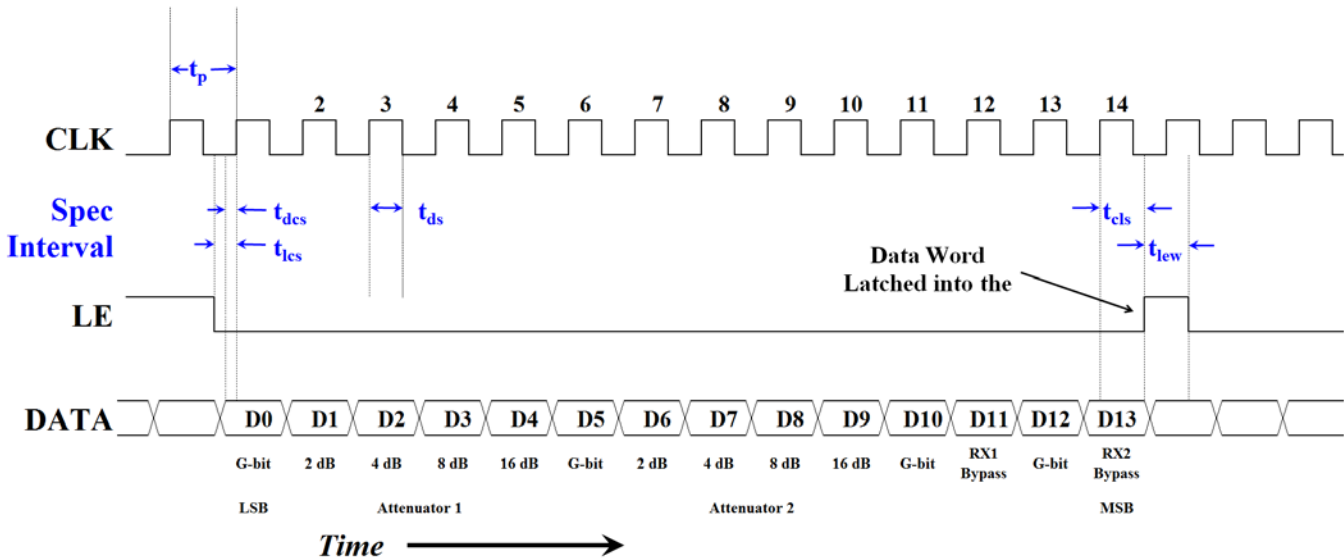 tp
2 3 4 5 6 7 8 9 10 11 12 13 14
CLK
Spec
Interval
tdcs
tlcs
tds
tcls
tlew
Data Word
Latched into the
LE
DATA D0 D1 D2 D3 D4 D5 D6 D7 D8 D9 D10 D11 D12 D13
G-bit 2 dB 4 dB 8 dB 16 dB G-bit 2 dB 4 dB 8 dB 16 dB G-bit RX1 Bypass G-bit RX2 Bypass
LSB Attenuator 1 Attenuator 2 MSB
Time